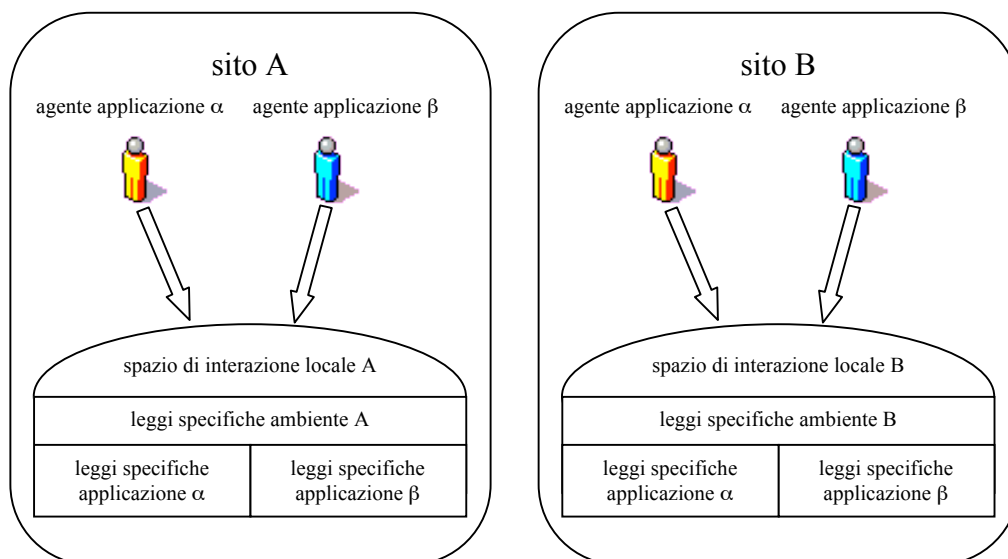 sito A
agente applicazione α
agente applicazione β
spazio di interazione locale A
leggi specifiche ambiente A
leggi specifiche
applicazione α
leggi specifiche
applicazione β
sito B
agente applicazione α
agente applicazione β
spazio di interazione locale B
leggi specifiche ambiente B
leggi specifiche
applicazione α
leggi specifiche
applicazione β